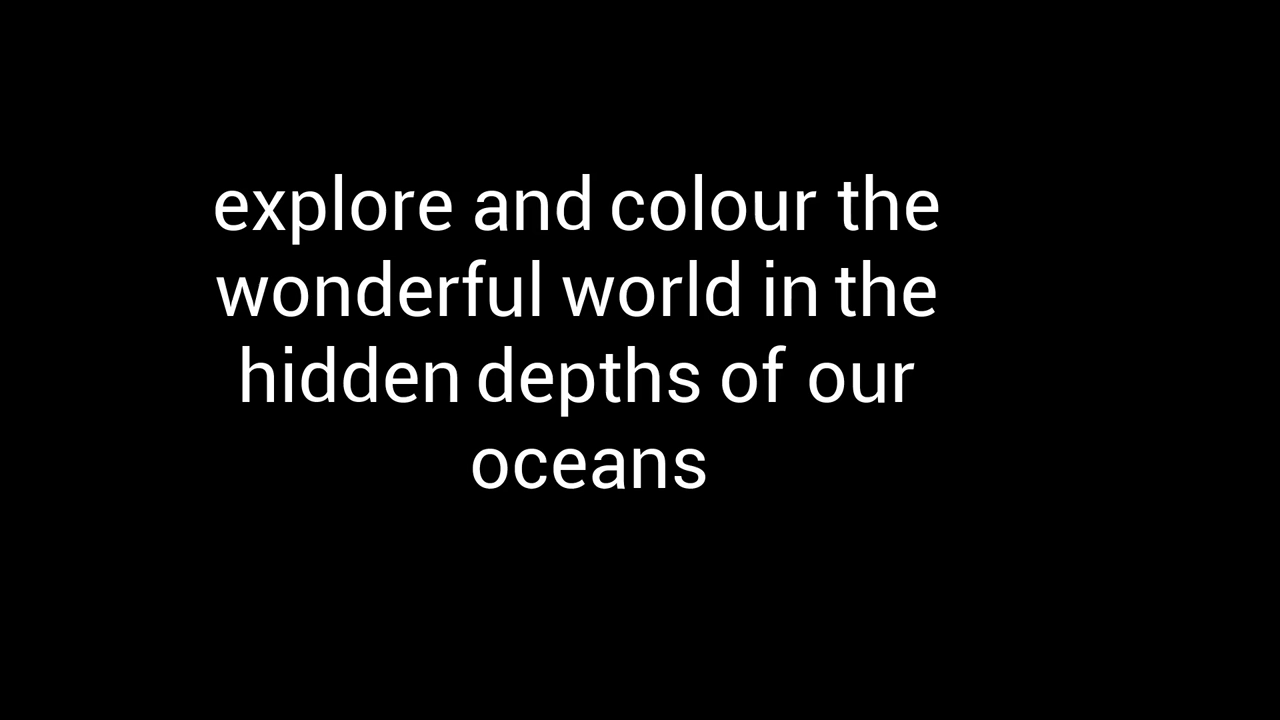 explore and colour the
wonderful world in the
hidden depths of our
oceans